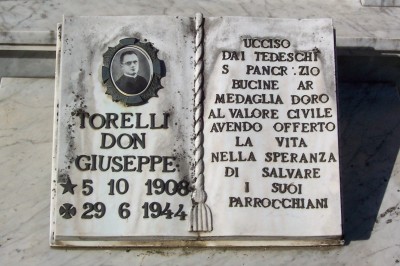 TORELLI
DON
GIUSEPPE
5 10 1908
29 6 1944
UCCISO
DAI TEDESCHI
S PANCR ZIO
BUCINE AR
MEDAGLIA DORO
AL VALORE CIVILE
AVENDO OFFERTO
LA VITA
NELLA SPERANZA
DI SALVARE
I SUOI
PARROCCHIANI